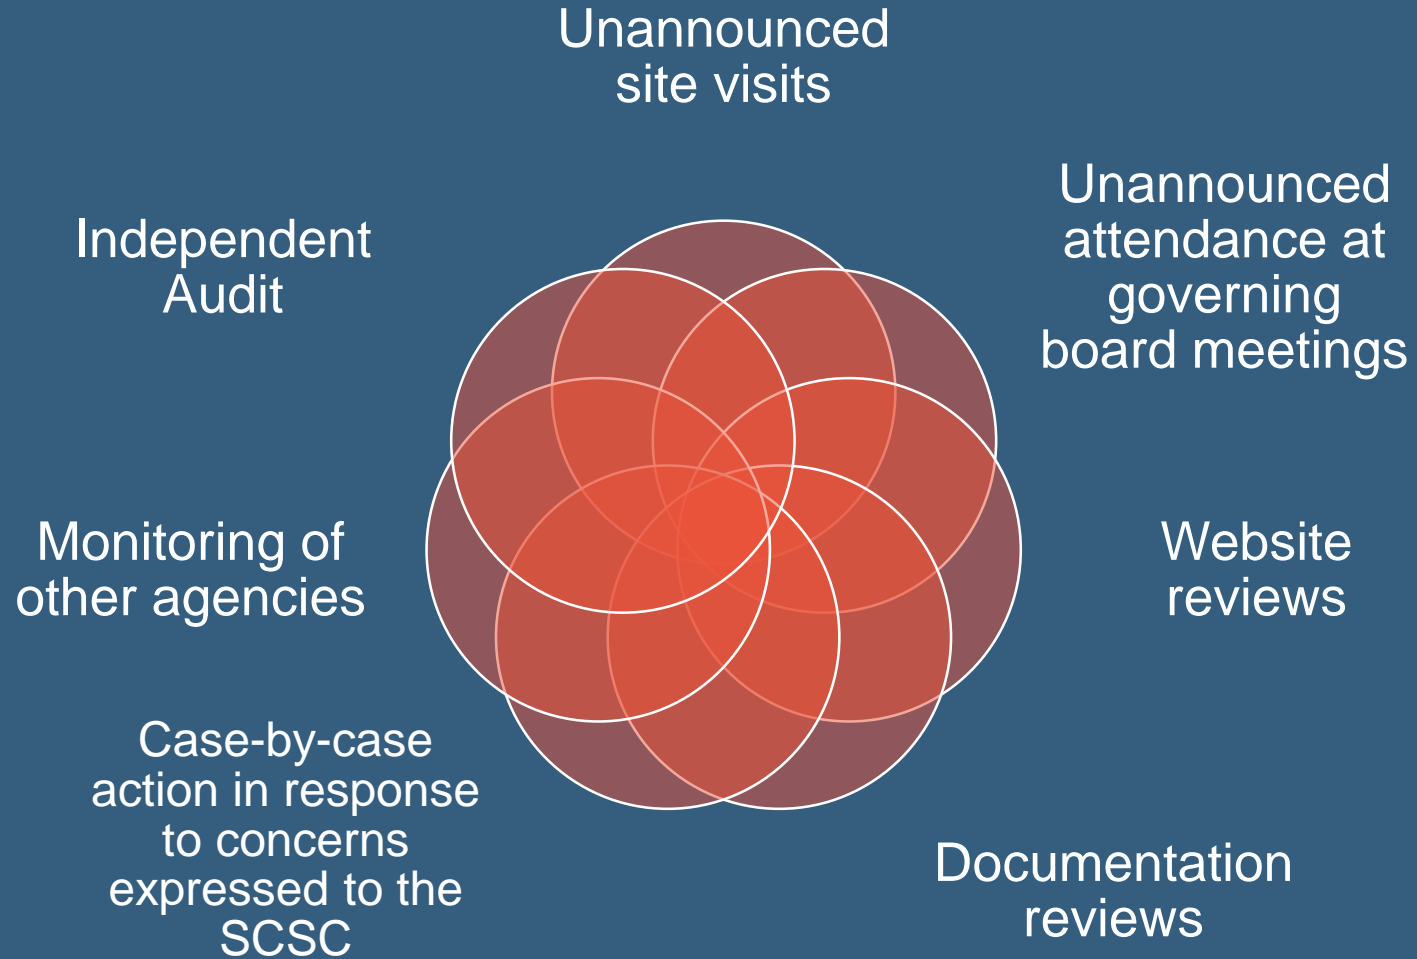 Unannounced
site visits
Unannounced
attendance at
governing
board meetings
Website
reviews
Documentation
reviews
Case-by-case
action in response
to concerns
expressed to the
SCSC
Monitoring of
other agencies
Independent
Audit